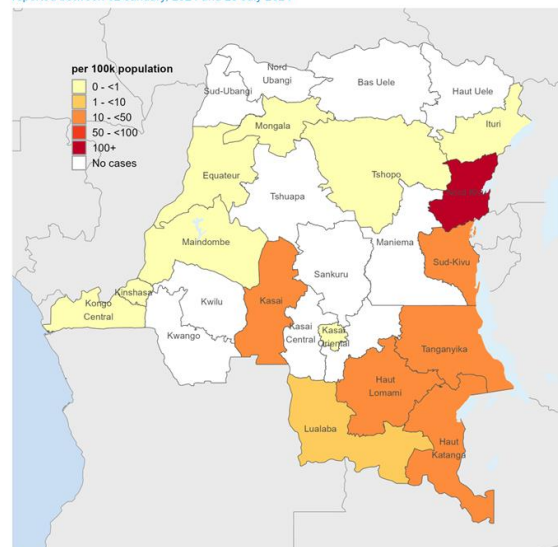 per 100k population
0 - <1
1 - <10
10 - <50
50 - <100
100+
No cases
Nord
Ubangi
Sud-Ubangi
Bas Uele
Haut Uele
Mongala
Ituri
Equateur
Tshopo
Tshuapa
Maindombe
Maniema
Sankuru
Sud-Kivu
Kinshasa
Kongo
Central
Kwilu
Kasai
Kwango
Kasai
Central
Kasai
Oriental
Tanganyika
Haut
Lomami
Lualaba
Haut
Katanga